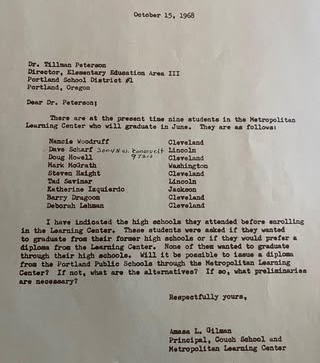 October 15, 1968
Dr. Tillman Peterson
Director, Elementary Education Area III
Portland School District #1
Portland, Oregon
Dear Dr. Peterson;
There are at the present time nine students in the Metropolitan
Learning Center who will graduate in June. They are as follows:
Nancie Woodruff Cleveland
Dave Scharf 3004 N.W. Roosevelt Lincoln
Doug Howell 97210 Cleveland
Mark McGrath Washington
Steven Haight Cleveland
Tad Savinar Lincoln
Katherine Izquierdo Jackson
Barry Dragoon Cleveland
Deborah Lehman Cleveland
I have indicated the high schools they attended before enrolling
in the Learning Center. These students were asked if they wanted
to graduate from their former high schools or if they would prefer a
diploma from the Learning Center. None of them wanted to graduate
through their high schools. Will it be possible to issue a diploma
from the Portland Public Schools through the Metropolitan Learning
Center? If not, what are the alternatives? If so, what preliminaries
are necessary?
Respectfully yours,
Amasa L. Gilman
Principal, Couch School and
Metropolitan Learning Center